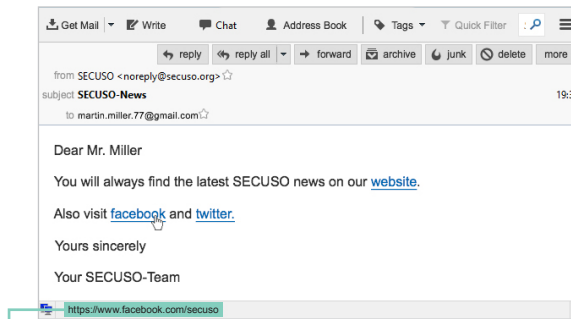 Get Mail Write Chat Address Book Tags Quick Filter
reply reply all forward archive junk delete more
from SECUSO <noreply@secuso.org>
subject SECUSO-News
to martin.miller.77@gmail.com
Dear Mr. Miller
You will always find the latest SECUSO news on our website.
Also visit facebook and twitter.
Yours sincerely
Your SECUSO-Team
https://www.facebook.com/secuso